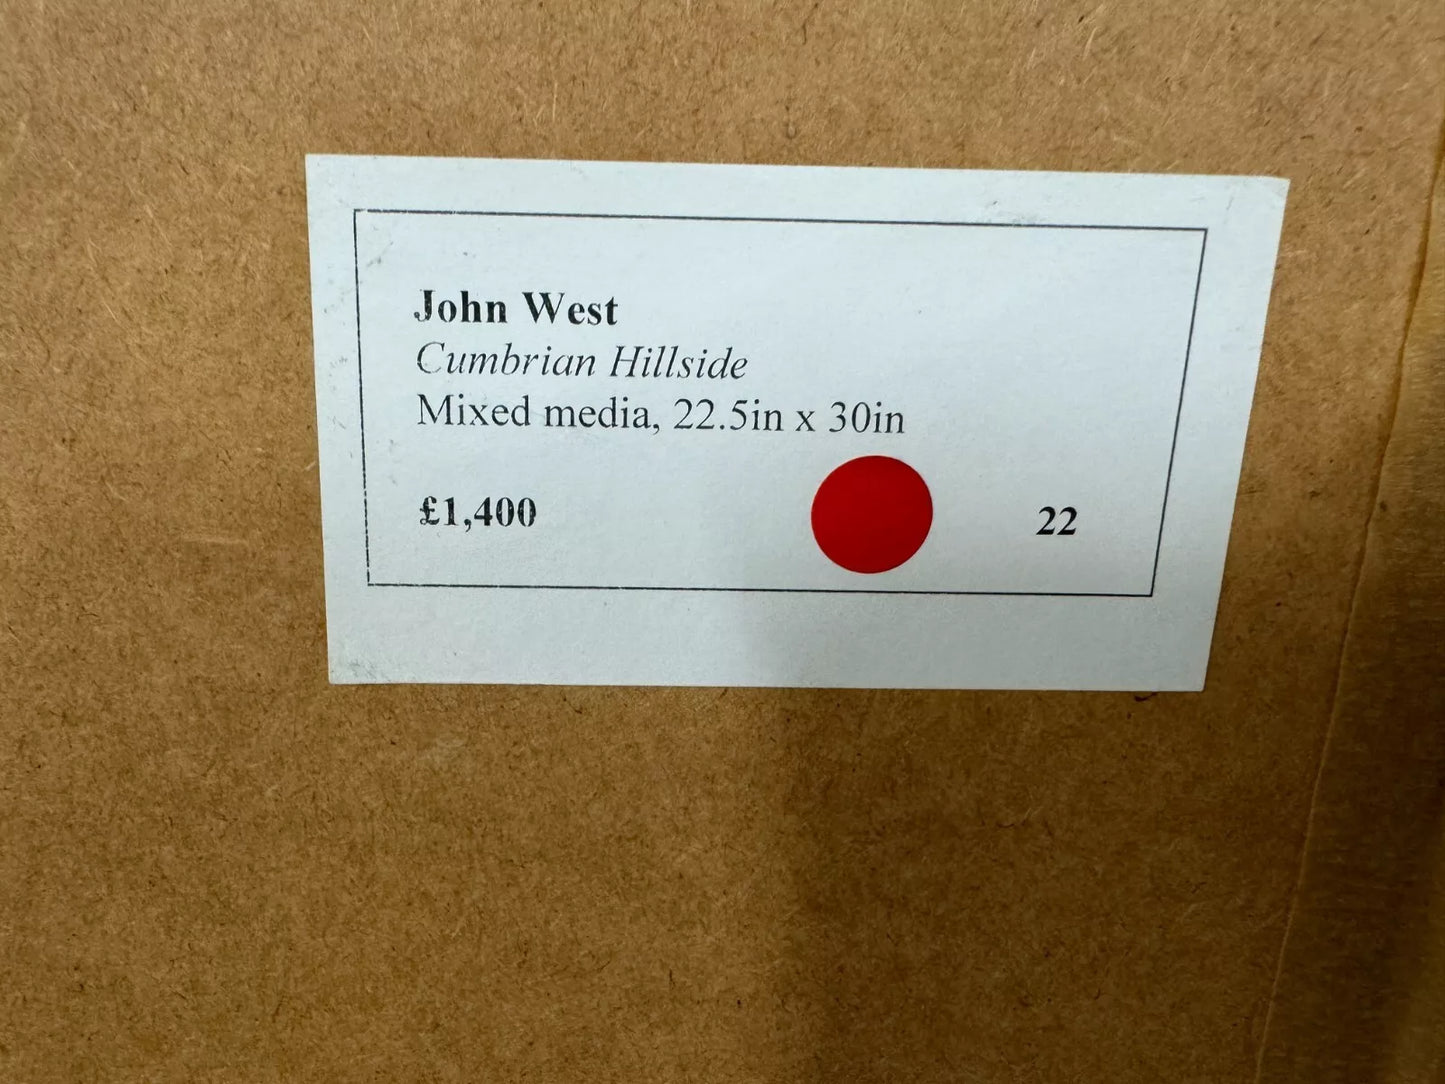 John West
Cumbrian Hillside
Mixed media, 22.5in x 30in
£1,400
22